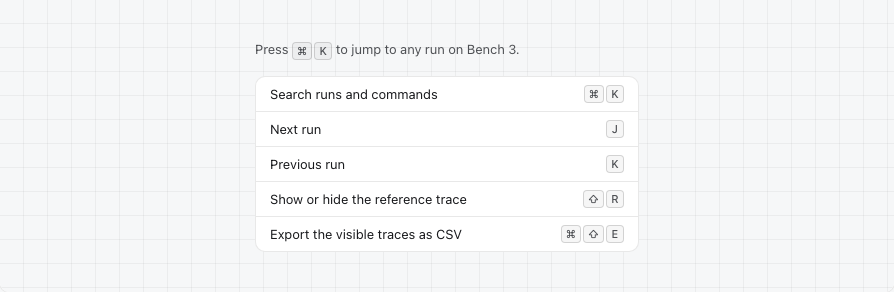 Press ⌘ K to jump to any run on Bench 3.
Search runs and commands ⌘ K
Next run J
Previous run K
Show or hide the reference trace ⇧ R
Export the visible traces as CSV ⌘ ⇧ E